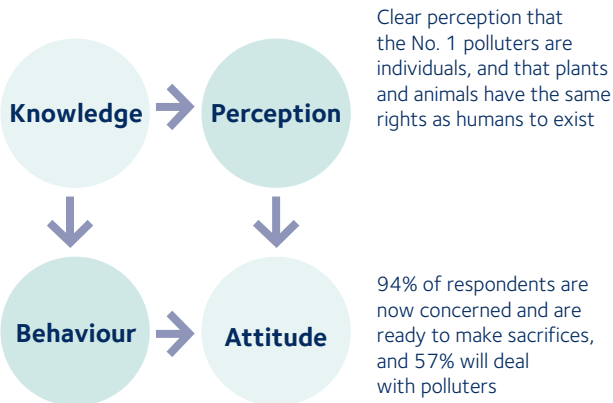 Clear perception that
the No. 1 polluters are
individuals, and that plants
and animals have the same
rights as humans to exist
Knowledge
Perception
94% of respondents are
now concerned and are
ready to make sacrifices,
and 57% will deal
with polluters
Behaviour
Attitude